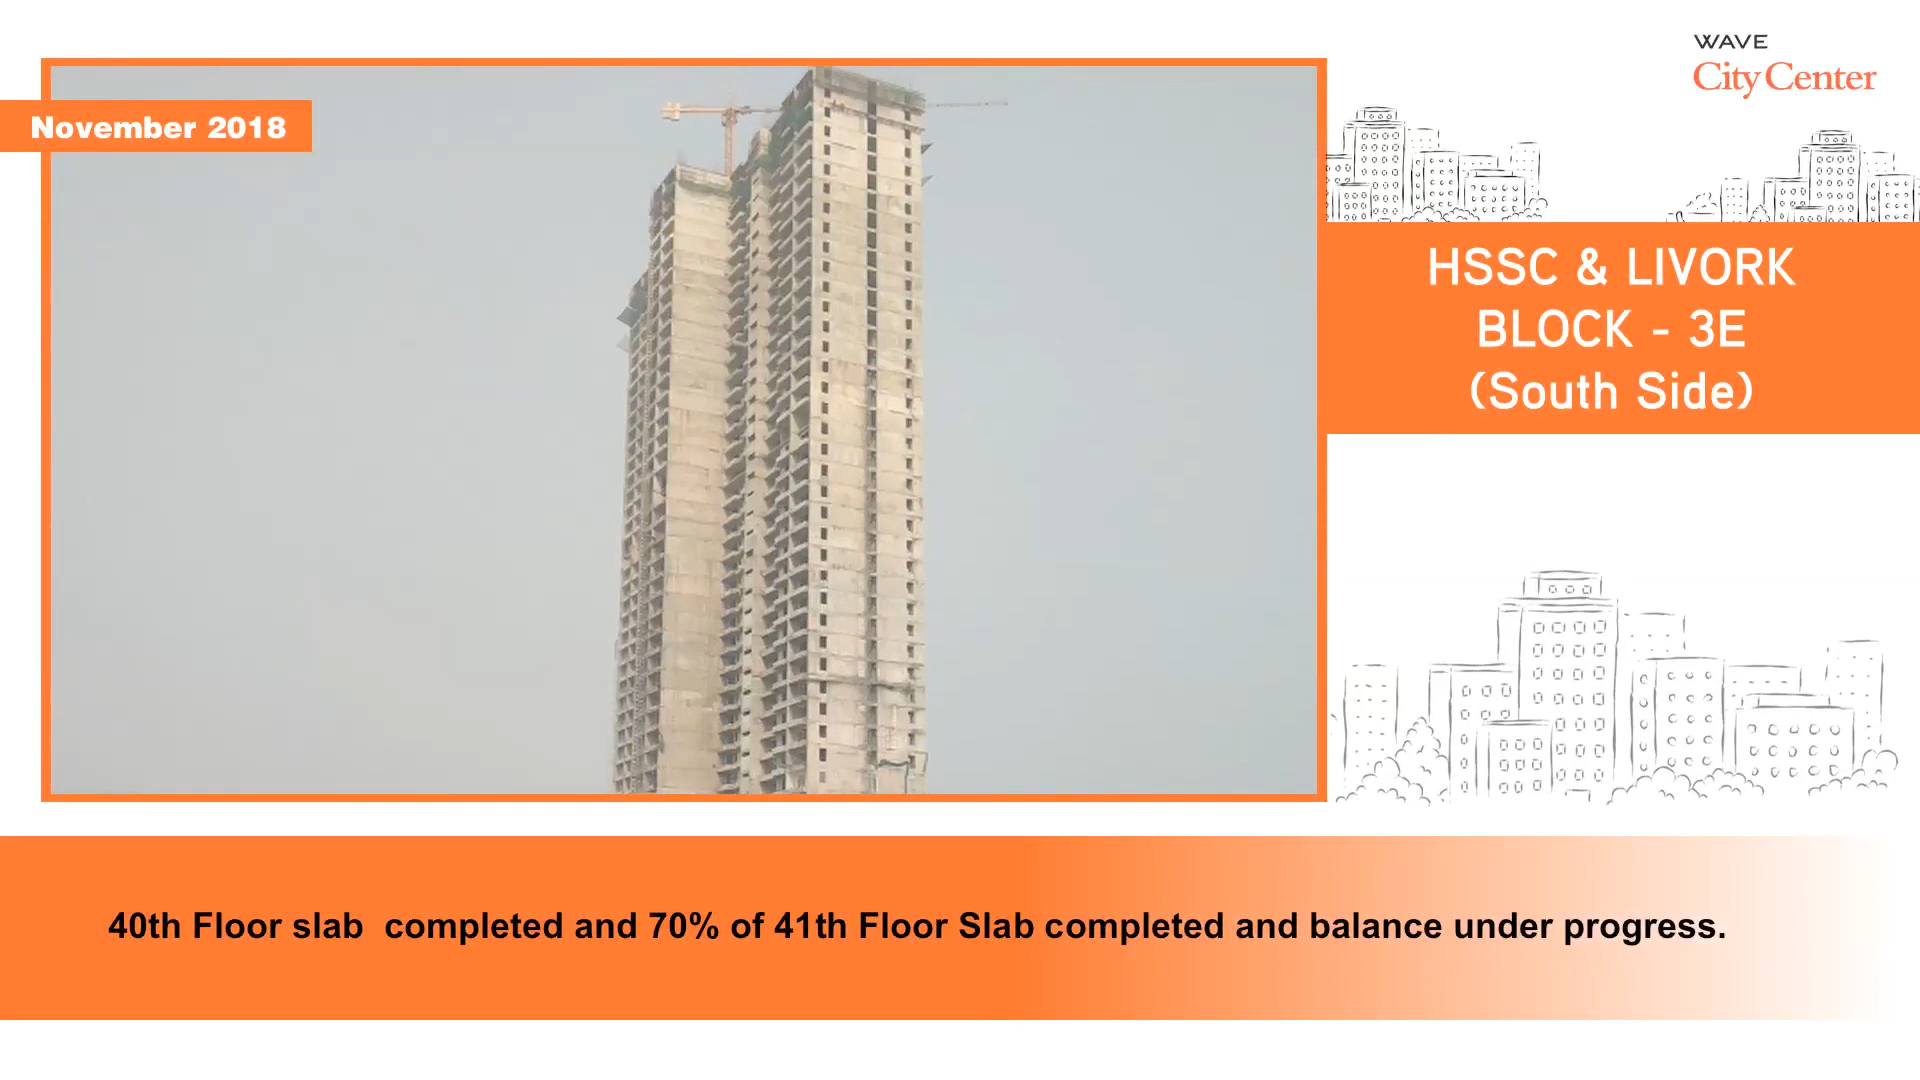 WAVE
City Center
November 2018
HSSC & LIVORK
BLOCK - 3E
(South Side)
40th Floor slab  completed and 70% of 41th Floor Slab completed and balance under progress.